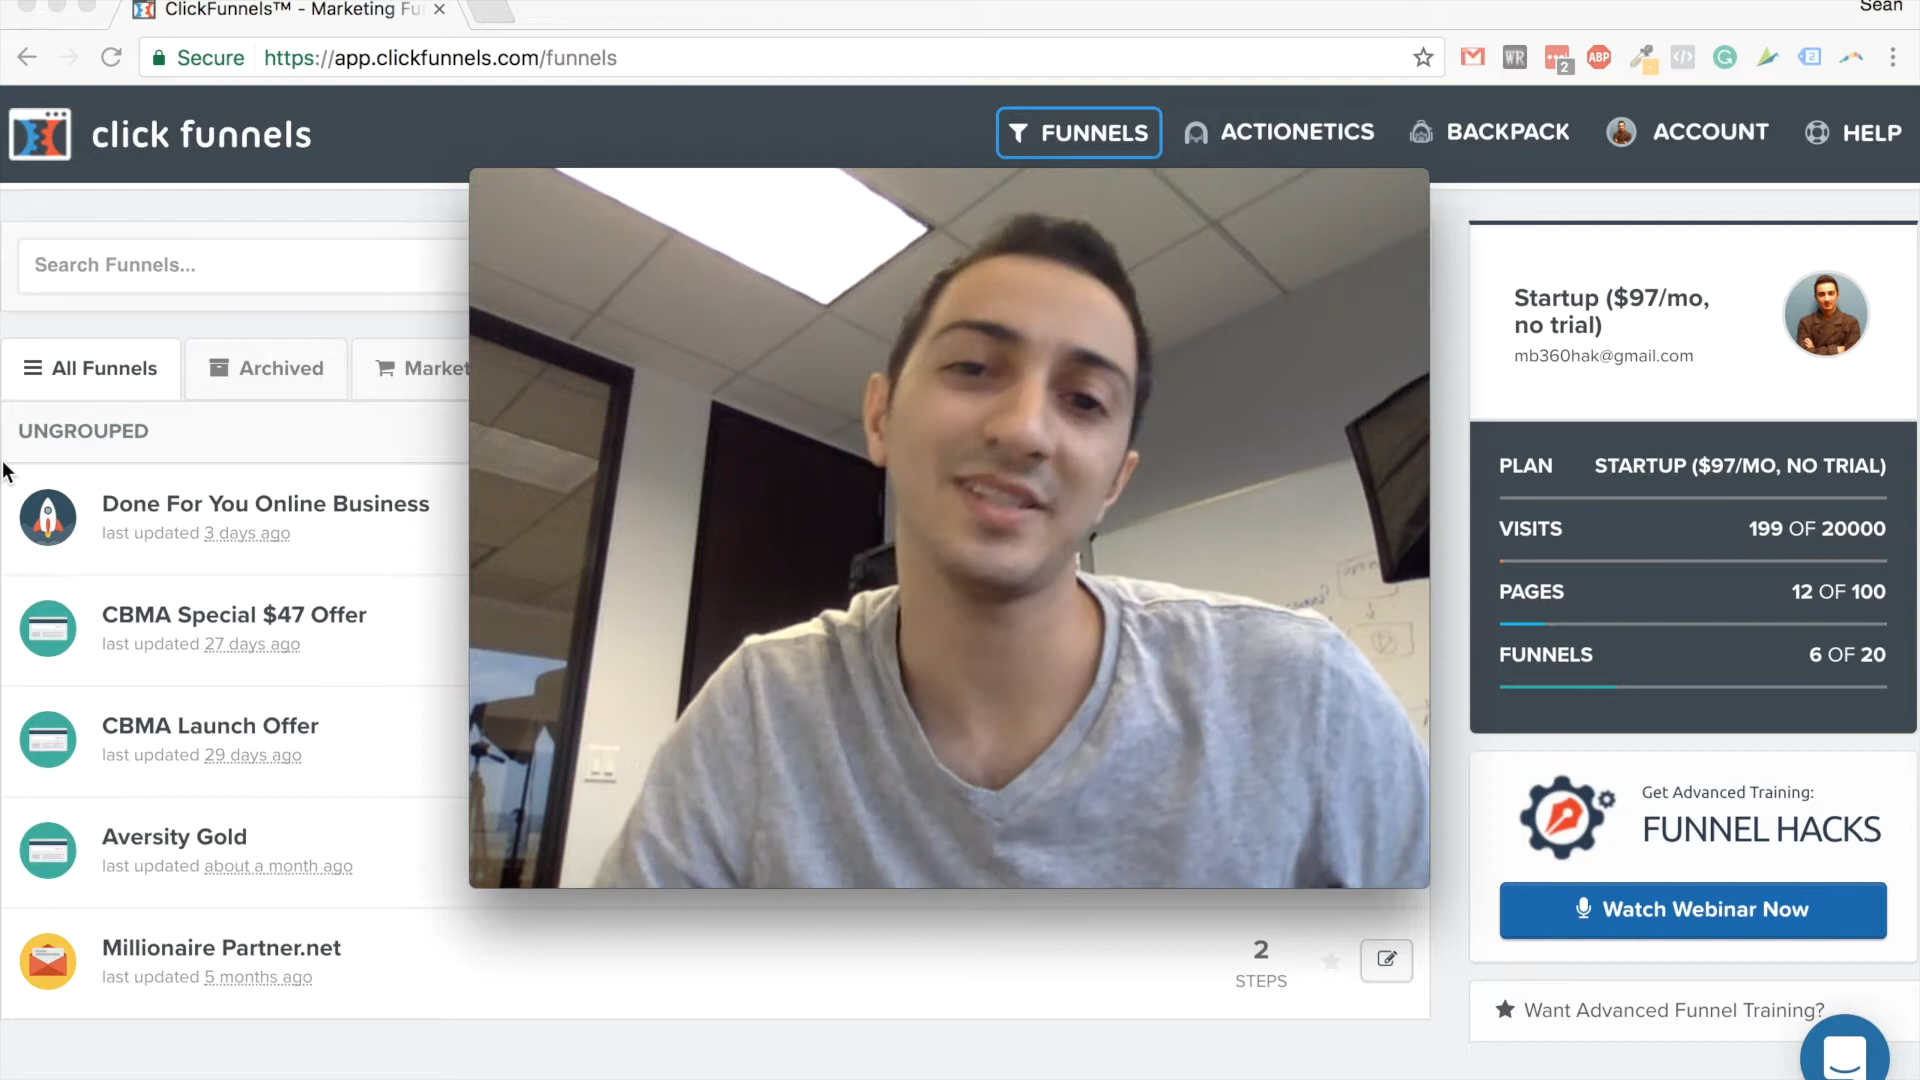 Sean
ClickFunnels™ - Marketing Fu
Secure https://app.clickfunnels.com/funnels
WR
2
ABP
2
click funnels
FUNNELS ACTIONETICS BACKPACK ACCOUNT HELP
Search Funnels...
All Funnels Archived Market
UNGROUPED
Done For You Online Business
last updated 3 days ago
CBMA Special $47 Offer
last updated 27 days ago
CBMA Launch Offer
last updated 29 days ago
Aversity Gold
last updated about a month ago
Millionaire Partner.net
last updated 5 months ago
2
STEPS
Startup ($97/mo,
no trial)
mb360hak@gmail.com
PLAN STARTUP ($97/MO, NO TRIAL)
VISITS 199 OF 20000
PAGES 12 OF 100
FUNNELS 6 OF 20
Get Advanced Training:
FUNNEL HACKS
Watch Webinar Now
Want Advanced Funnel Training?